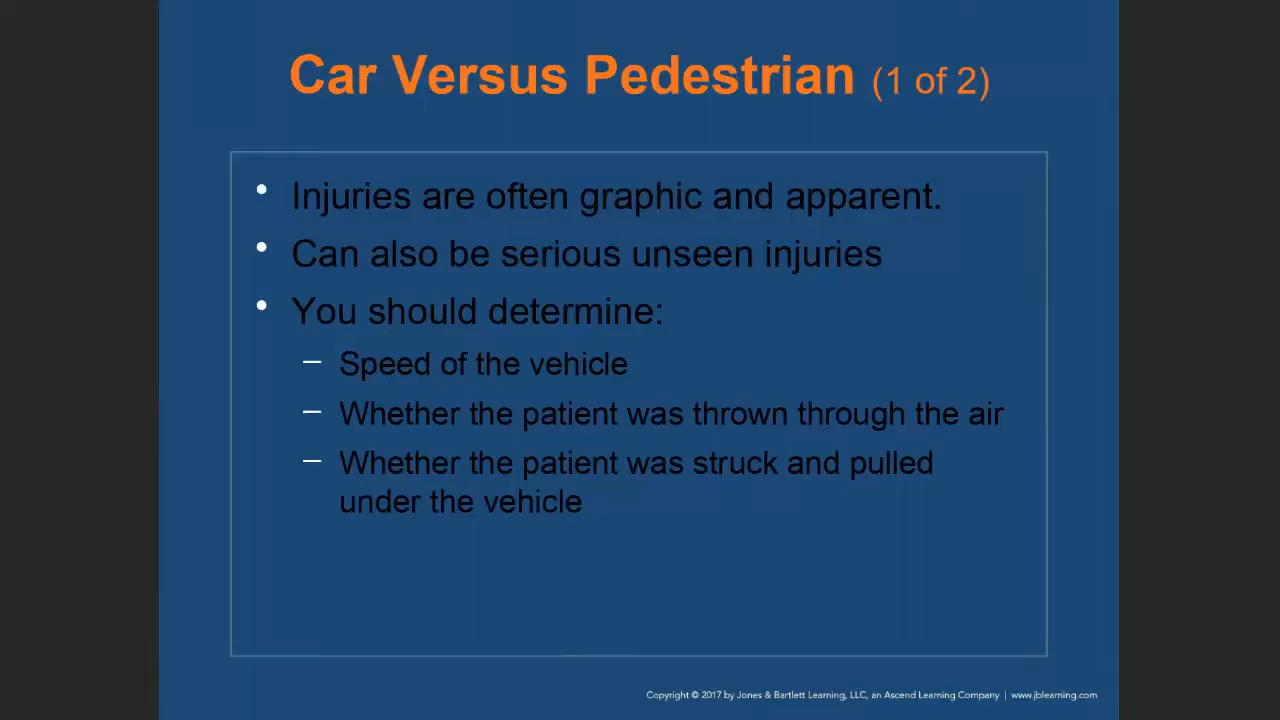 Car Versus Pedestrian (1 of 2)
• Injuries are often graphic and apparent.
• Can also be serious unseen injuries
• You should determine:
– Speed of the vehicle
– Whether the patient was thrown through the air
– Whether the patient was struck and pulled
under the vehicle
Copyright © 2017 by Jones & Bartlett Learning, LLC, an Ascend Learning Company | www.jblearning.com